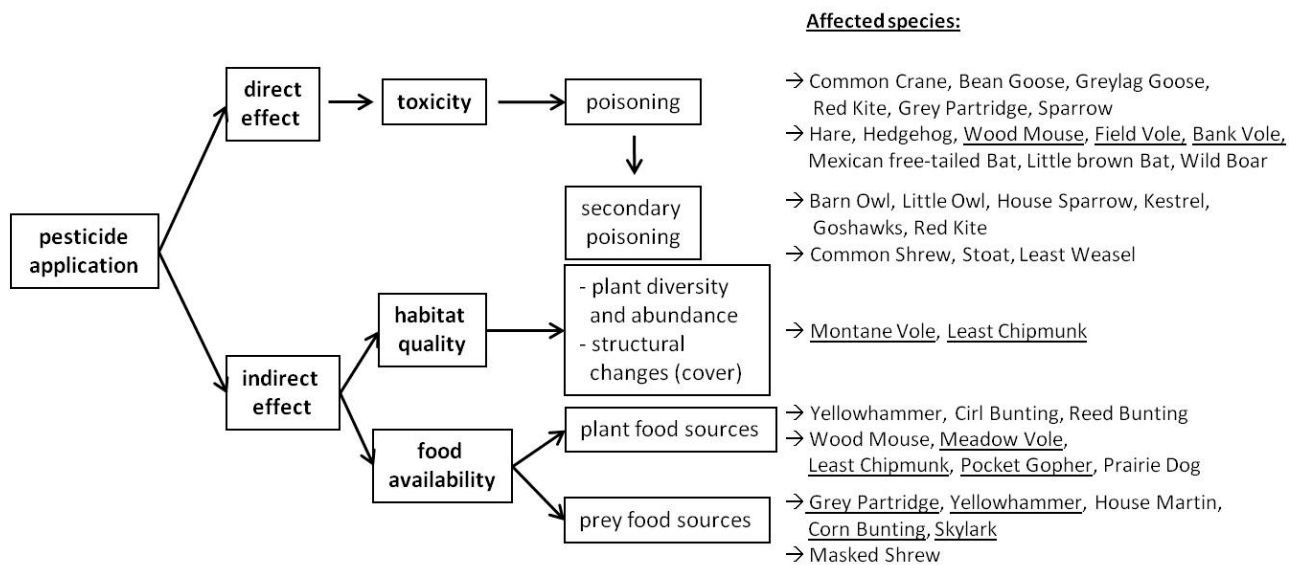 Affected species:
direct
effect
toxicity
poisoning
→ Common Crane, Bean Goose, Greylag Goose,
Red Kite, Grey Partridge, Sparrow
→ Hare, Hedgehog, Wood Mouse, Field Vole, Bank Vole,
Mexican free-tailed Bat, Little brown Bat, Wild Boar
secondary
poisoning
→ Barn Owl, Little Owl, House Sparrow, Kestrel,
Goshawks, Red Kite
→ Common Shrew, Stoat, Least Weasel
pesticide
application
habitat
quality
- plant diversity
and abundance
- structural
changes (cover)
→ Montane Vole, Least Chipmunk
indirect
effect
food
availability
plant food sources
→ Yellowhammer, Cirl Bunting, Reed Bunting
→ Wood Mouse, Meadow Vole,
Least Chipmunk, Pocket Gopher, Prairie Dog
prey food sources
→ Grey Partridge, Yellowhammer, House Martin,
Corn Bunting, Skylark
→ Masked Shrew